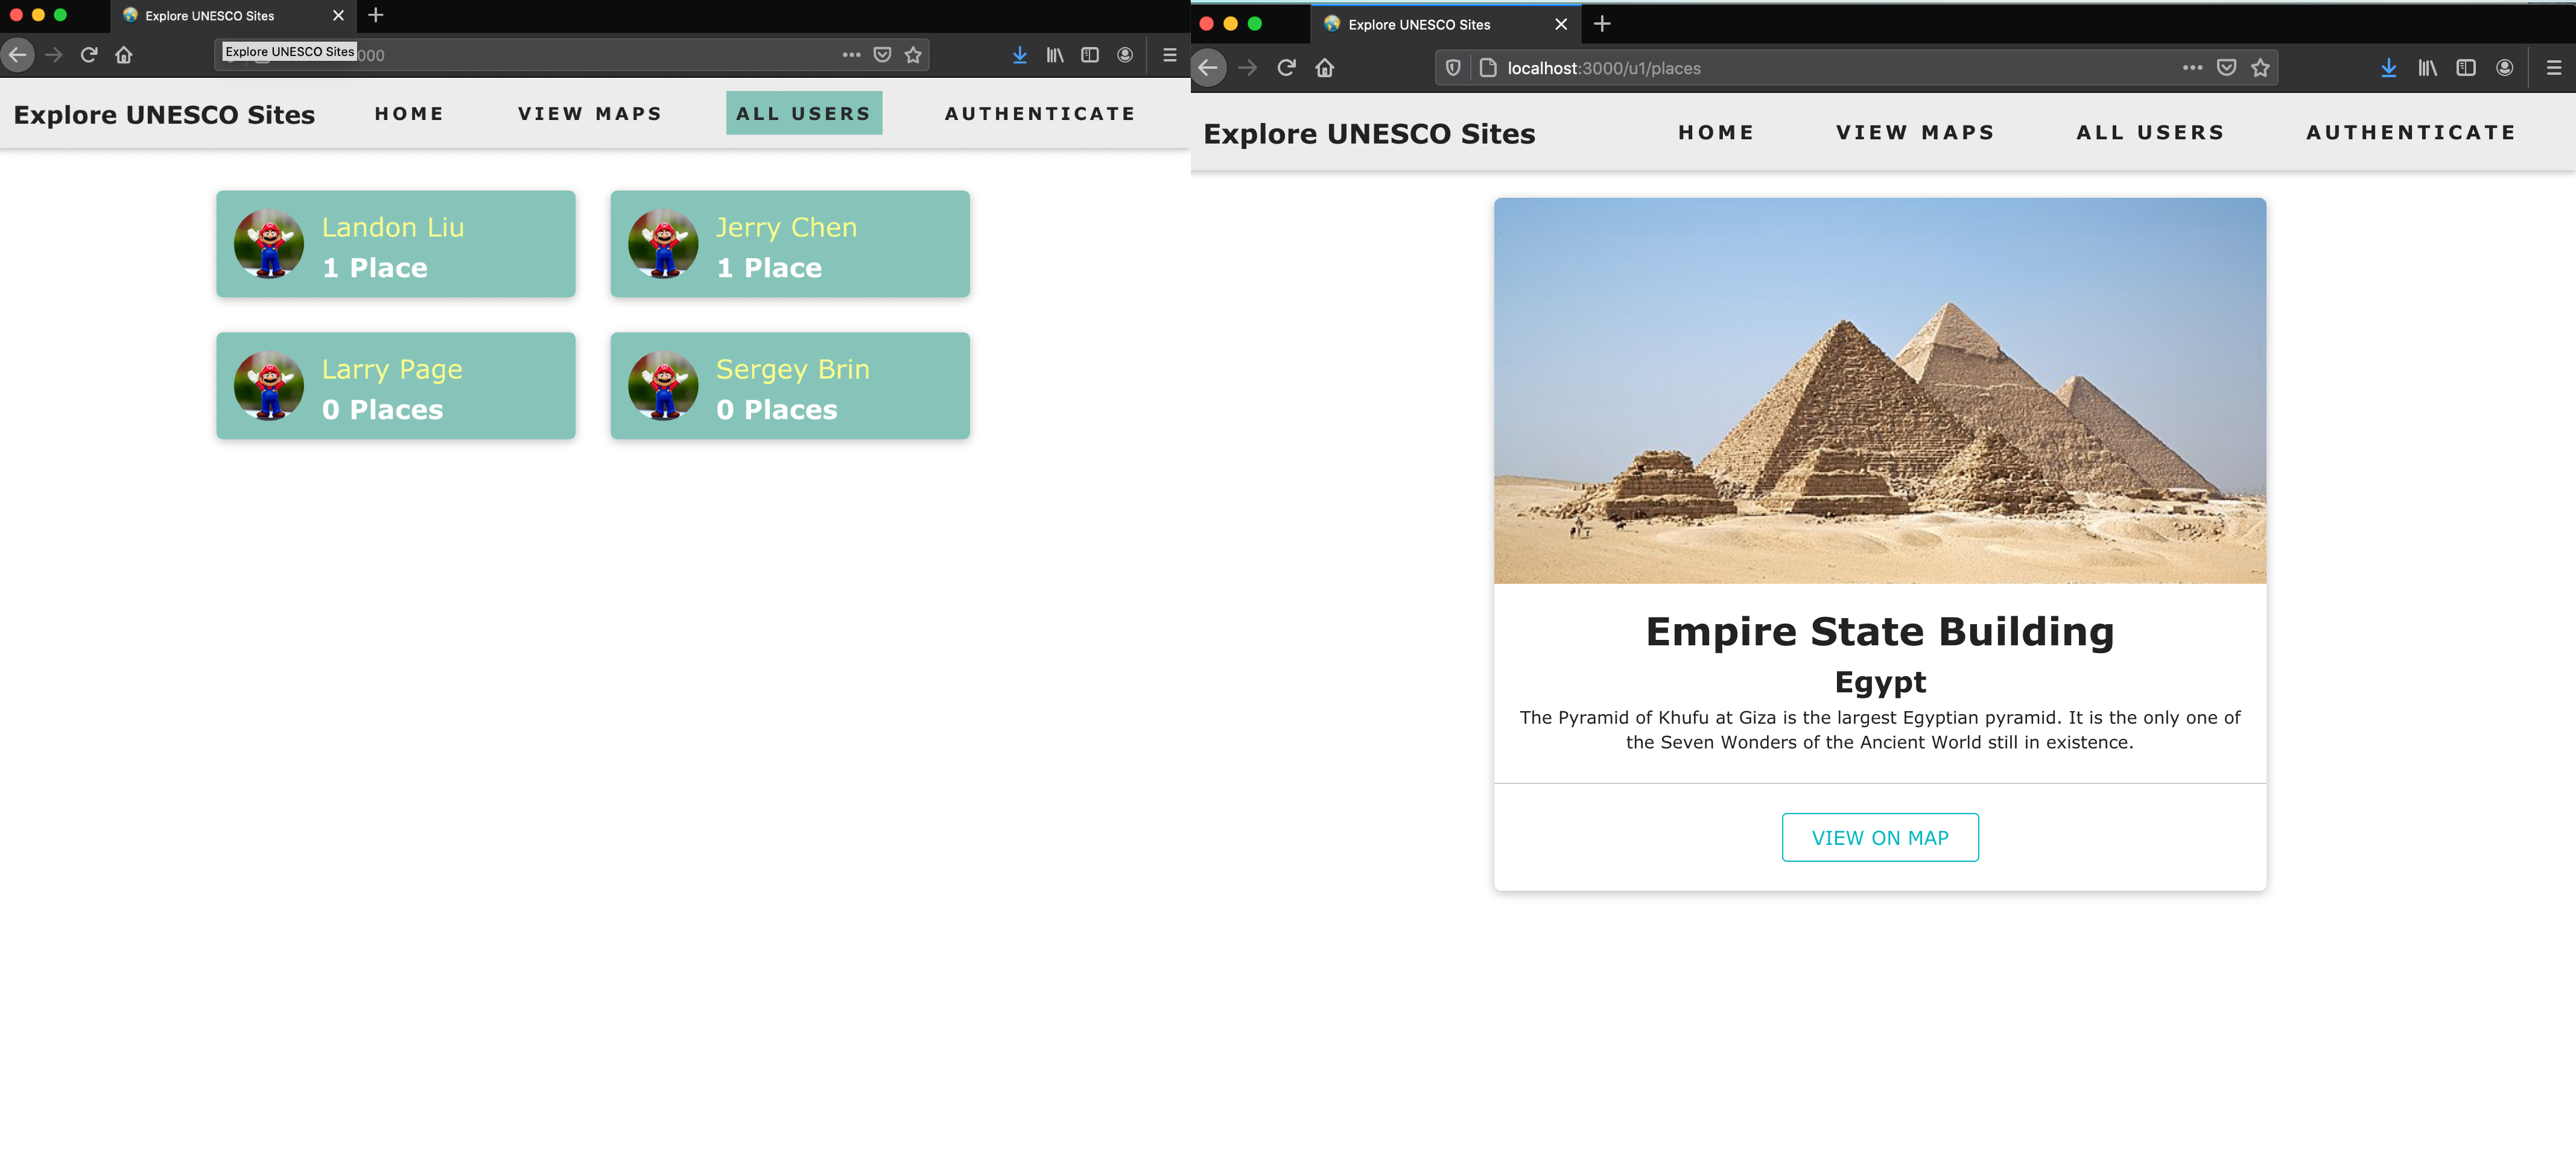 Explore UNESCO Sites
Explore UNESCO Sites 000
Explore UNESCO Sites HOME VIEW MAPS ALL USERS AUTHENTICATE
Landon Liu
1 Place
Jerry Chen
1 Place
Larry Page
0 Places
Sergey Brin
0 Places
Explore UNESCO Sites
localhost:3000/u1/places
Explore UNESCO Sites HOME VIEW MAPS ALL USERS AUTHENTICATE
Empire State Building
Egypt
The Pyramid of Khufu at Giza is the largest Egyptian pyramid. It is the only one of
the Seven Wonders of the Ancient World still in existence.
VIEW ON MAP